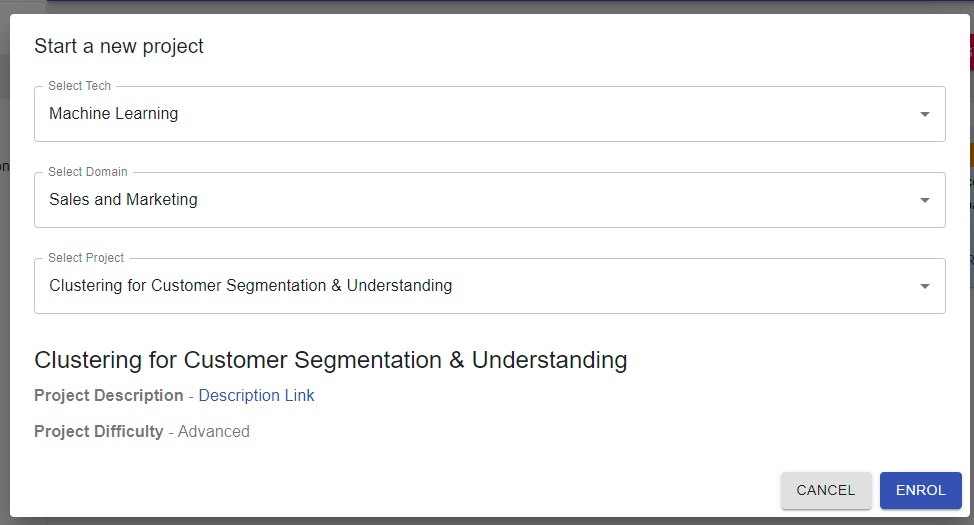 Start a new project
Select Tech
Machine Learning
Select Domain
Sales and Marketing
Select Project
Clustering for Customer Segmentation & Understanding
Clustering for Customer Segmentation & Understanding
Project Description - Description Link
Project Difficulty - Advanced
CANCEL ENROL